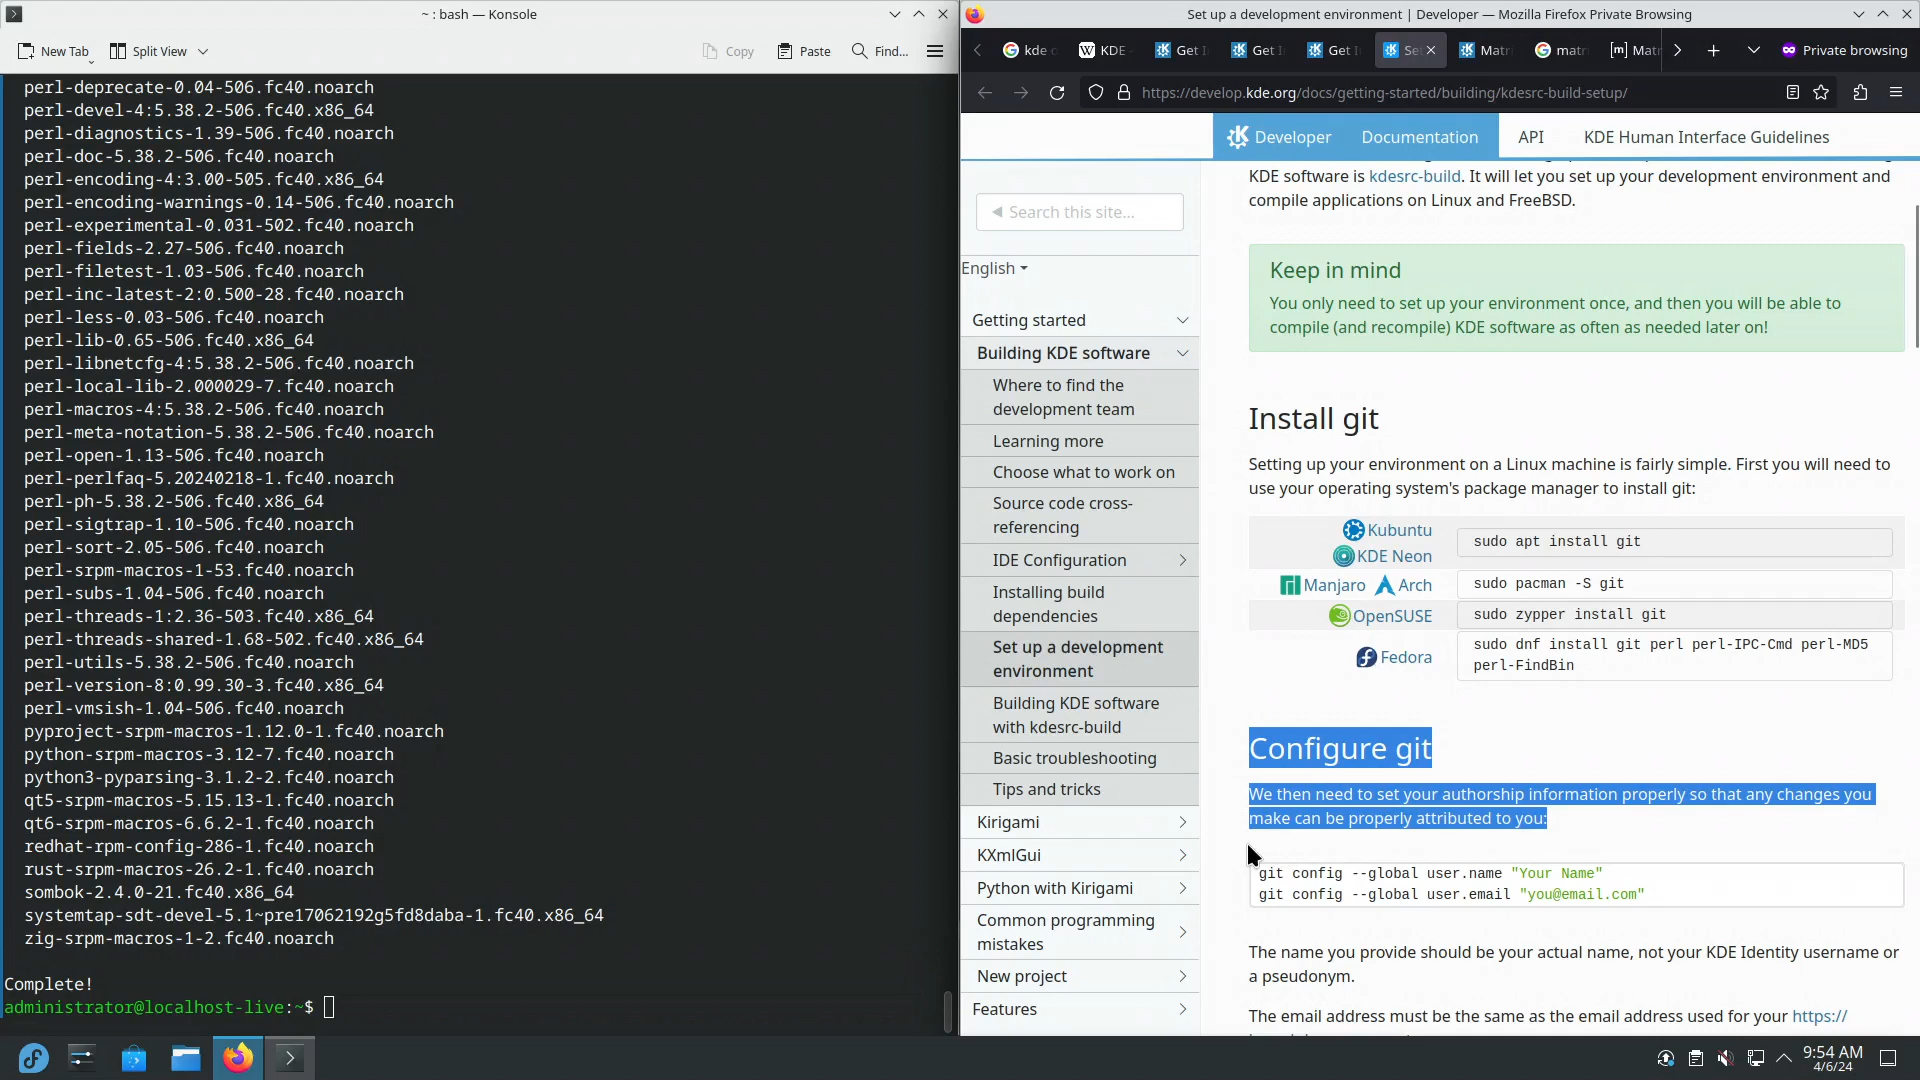 ~ : bash — Konsole
New Tab
Split View
Copy
Paste
Find...
perl-deprecate-0.04-506.fc40.noarch
perl-devel-4:5.38.2-506.fc40.x86_64
perl-diagnostics-1.39-506.fc40.noarch
perl-doc-5.38.2-506.fc40.noarch
perl-encoding-4:3.00-505.fc40.x86_64
perl-encoding-warnings-0.14-506.fc40.noarch
perl-experimental-0.031-502.fc40.noarch
perl-fields-2.27-506.fc40.noarch
perl-filetest-1.03-506.fc40.noarch
perl-inc-latest-2:0.500-28.fc40.noarch
perl-less-0.03-506.fc40.noarch
perl-lib-0.65-506.fc40.x86_64
perl-libnetcfg-4:5.38.2-506.fc40.noarch
perl-local-lib-2.000029-7.fc40.noarch
perl-macros-4:5.38.2-506.fc40.noarch
perl-meta-notation-5.38.2-506.fc40.noarch
perl-open-1.13-506.fc40.noarch
perl-perlfaq-5.20240218-1.fc40.noarch
perl-ph-5.38.2-506.fc40.x86_64
perl-sigtrap-1.10-506.fc40.noarch
perl-sort-2.05-506.fc40.noarch
perl-srpm-macros-1-53.fc40.noarch
perl-subs-1.04-506.fc40.noarch
perl-threads-1:2.36-503.fc40.x86_64
perl-threads-shared-1.68-502.fc40.x86_64
perl-utils-5.38.2-506.fc40.noarch
perl-version-8:0.99.30-3.fc40.x86_64
perl-vmsish-1.04-506.fc40.noarch
pyproject-srpm-macros-1.12.0-1.fc40.noarch
python-srpm-macros-3.12-7.fc40.noarch
python3-pyparsing-3.1.2-2.fc40.noarch
qt5-srpm-macros-5.15.13-1.fc40.noarch
qt6-srpm-macros-6.6.2-1.fc40.noarch
redhat-rpm-config-286-1.fc40.noarch
rust-srpm-macros-26.2-1.fc40.noarch
sombok-2.4.0-21.fc40.x86_64
systemtap-sdt-devel-5.1~pre17062192g5fd8daba-1.fc40.x86_64
zig-srpm-macros-1-2.fc40.noarch
Complete!
administrator@localhost-live:~$
Set up a development environment | Developer — Mozilla Firefox Private Browsing
kde
KDE
Get
Get
Get
Se
Matr
matr
[m] Mat
Private browsing
https://develop.kde.org/docs/getting-started/building/kdesrc-build-setup/
Developer
Documentation
API
KDE Human Interface Guidelines
Search this site...
English
Getting started
Building KDE software
Where to find the
development team
Learning more
Choose what to work on
Source code cross-
referencing
IDE Configuration
Installing build
dependencies
Set up a development
environment
Building KDE software
with kdesrc-build
Basic troubleshooting
Tips and tricks
Kirigami
KXmlGui
Python with Kirigami
Common programming
mistakes
New project
Features
KDE software is kdesrc-build. It will let you set up your development environment and
compile applications on Linux and FreeBSD.
Keep in mind
You only need to set up your environment once, and then you will be able to
compile (and recompile) KDE software as often as needed later on!
Install git
Setting up your environment on a Linux machine is fairly simple. First you will need to
use your operating system's package manager to install git:
Kubuntu
KDE Neon
sudo apt install git
Manjaro Arch
sudo pacman -S git
OpenSUSE
sudo zypper install git
Fedora
sudo dnf install git perl perl-IPC-Cmd perl-MD5
perl-FindBin
Configure git
We then need to set your authorship information properly so that any changes you
make can be properly attributed to you:
git config --global user.name "Your Name"
git config --global user.email "you@email.com"
The name you provide should be your actual name, not your KDE Identity username or
a pseudonym.
The email address must be the same as the email address used for your https://
9:54 AM
4/6/24